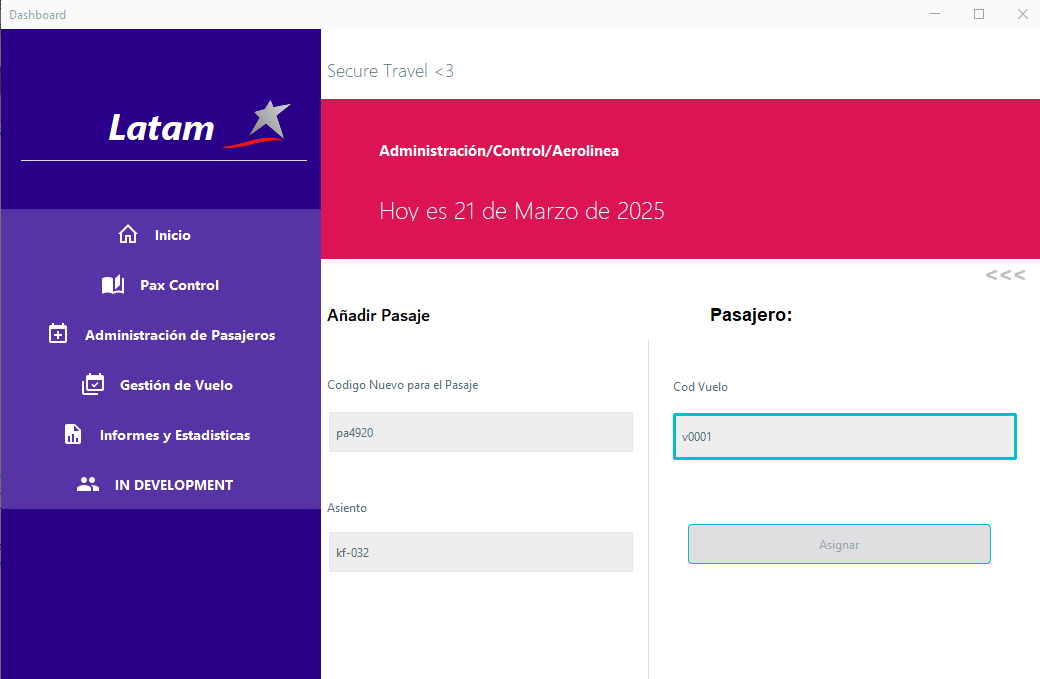 Dashboard
Latam
Inicio
Pax Control
Administración de Pasajeros
Gestión de Vuelo
Informes y Estadisticas
IN DEVELOPMENT
Secure Travel <3
Administración/Control/Aerolinea
Hoy es 21 de Marzo de 2025
<<<
Añadir Pasaje
Codigo Nuevo para el Pasaje
pa4920
Asiento
kf-032
Pasajero:
Cod Vuelo
v0001
Asignar